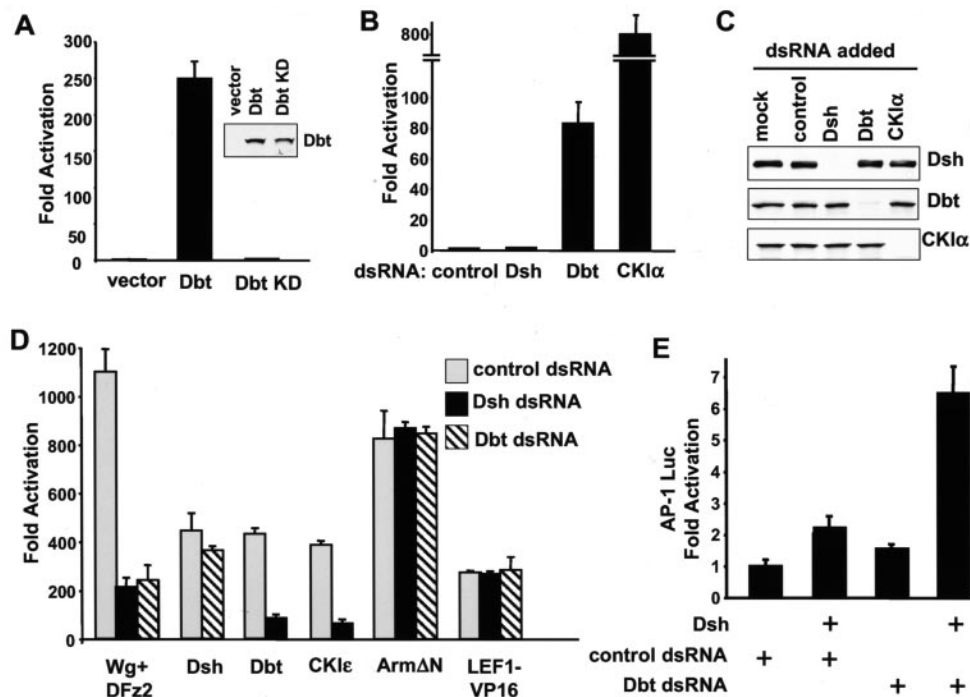 A
Fold Activation
300
250
200
150
100
50
0
vector
Dbt
Dbt KD
Dbt
vector
Dbt
Dbt KD
B
Fold Activation
800
100
80
60
40
20
0
dsRNA: control Dsh Dbt CKIα
C
dsRNA added
mock
control
Dsh
Dbt
CKIα
Dsh
Dbt
CKIα
D
Fold Activation
1200
1000
800
600
400
200
0
control dsRNA
Dsh dsRNA
Dbt dsRNA
Wg+
DFz2
Dsh
Dbt
CKIε
ArmΔN
LEF1-
VP16
E
AP-1 Luc
Fold Activation
7
6
5
4
3
2
1
0
Dsh + +
control dsRNA + +
Dbt dsRNA + +